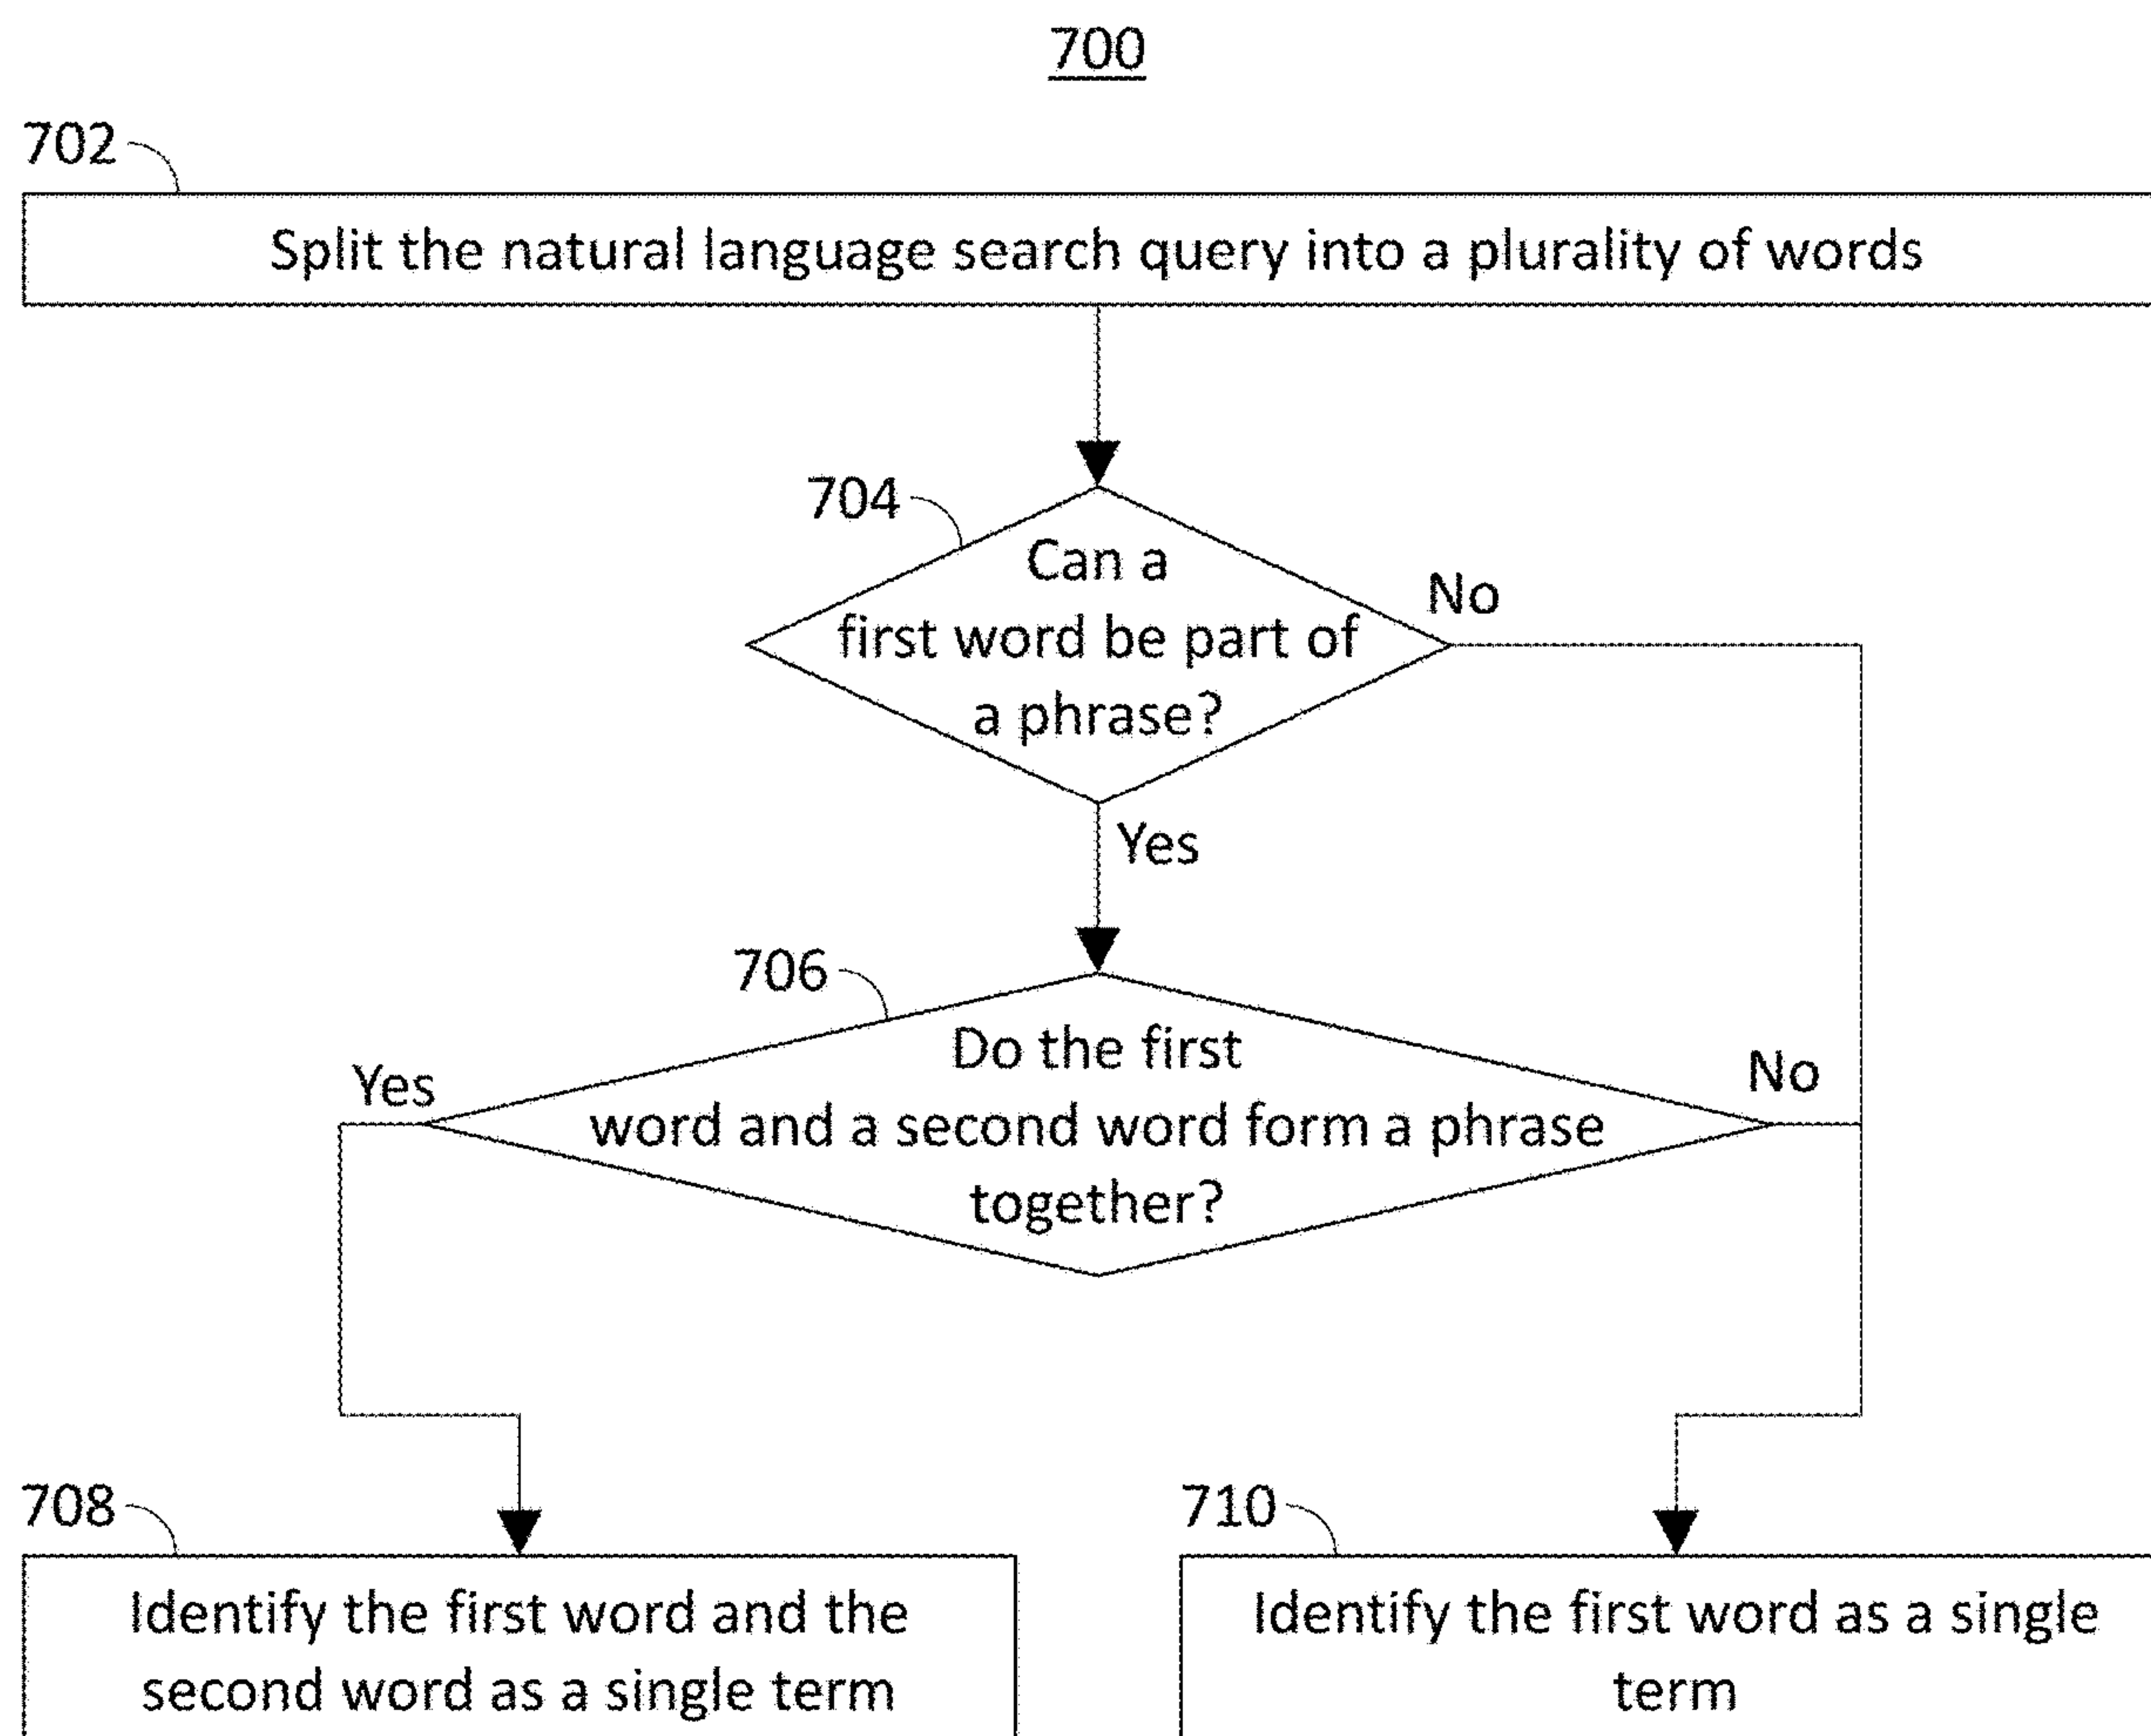 700
702
Split the natural language search query into a plurality of words
704
Can a
first word be part of
a phrase?
No
Yes
706
Do the first
word and a second word form a phrase
together?
Yes
No
708
Identify the first word and the
second word as a single term
710
Identify the first word as a single
term